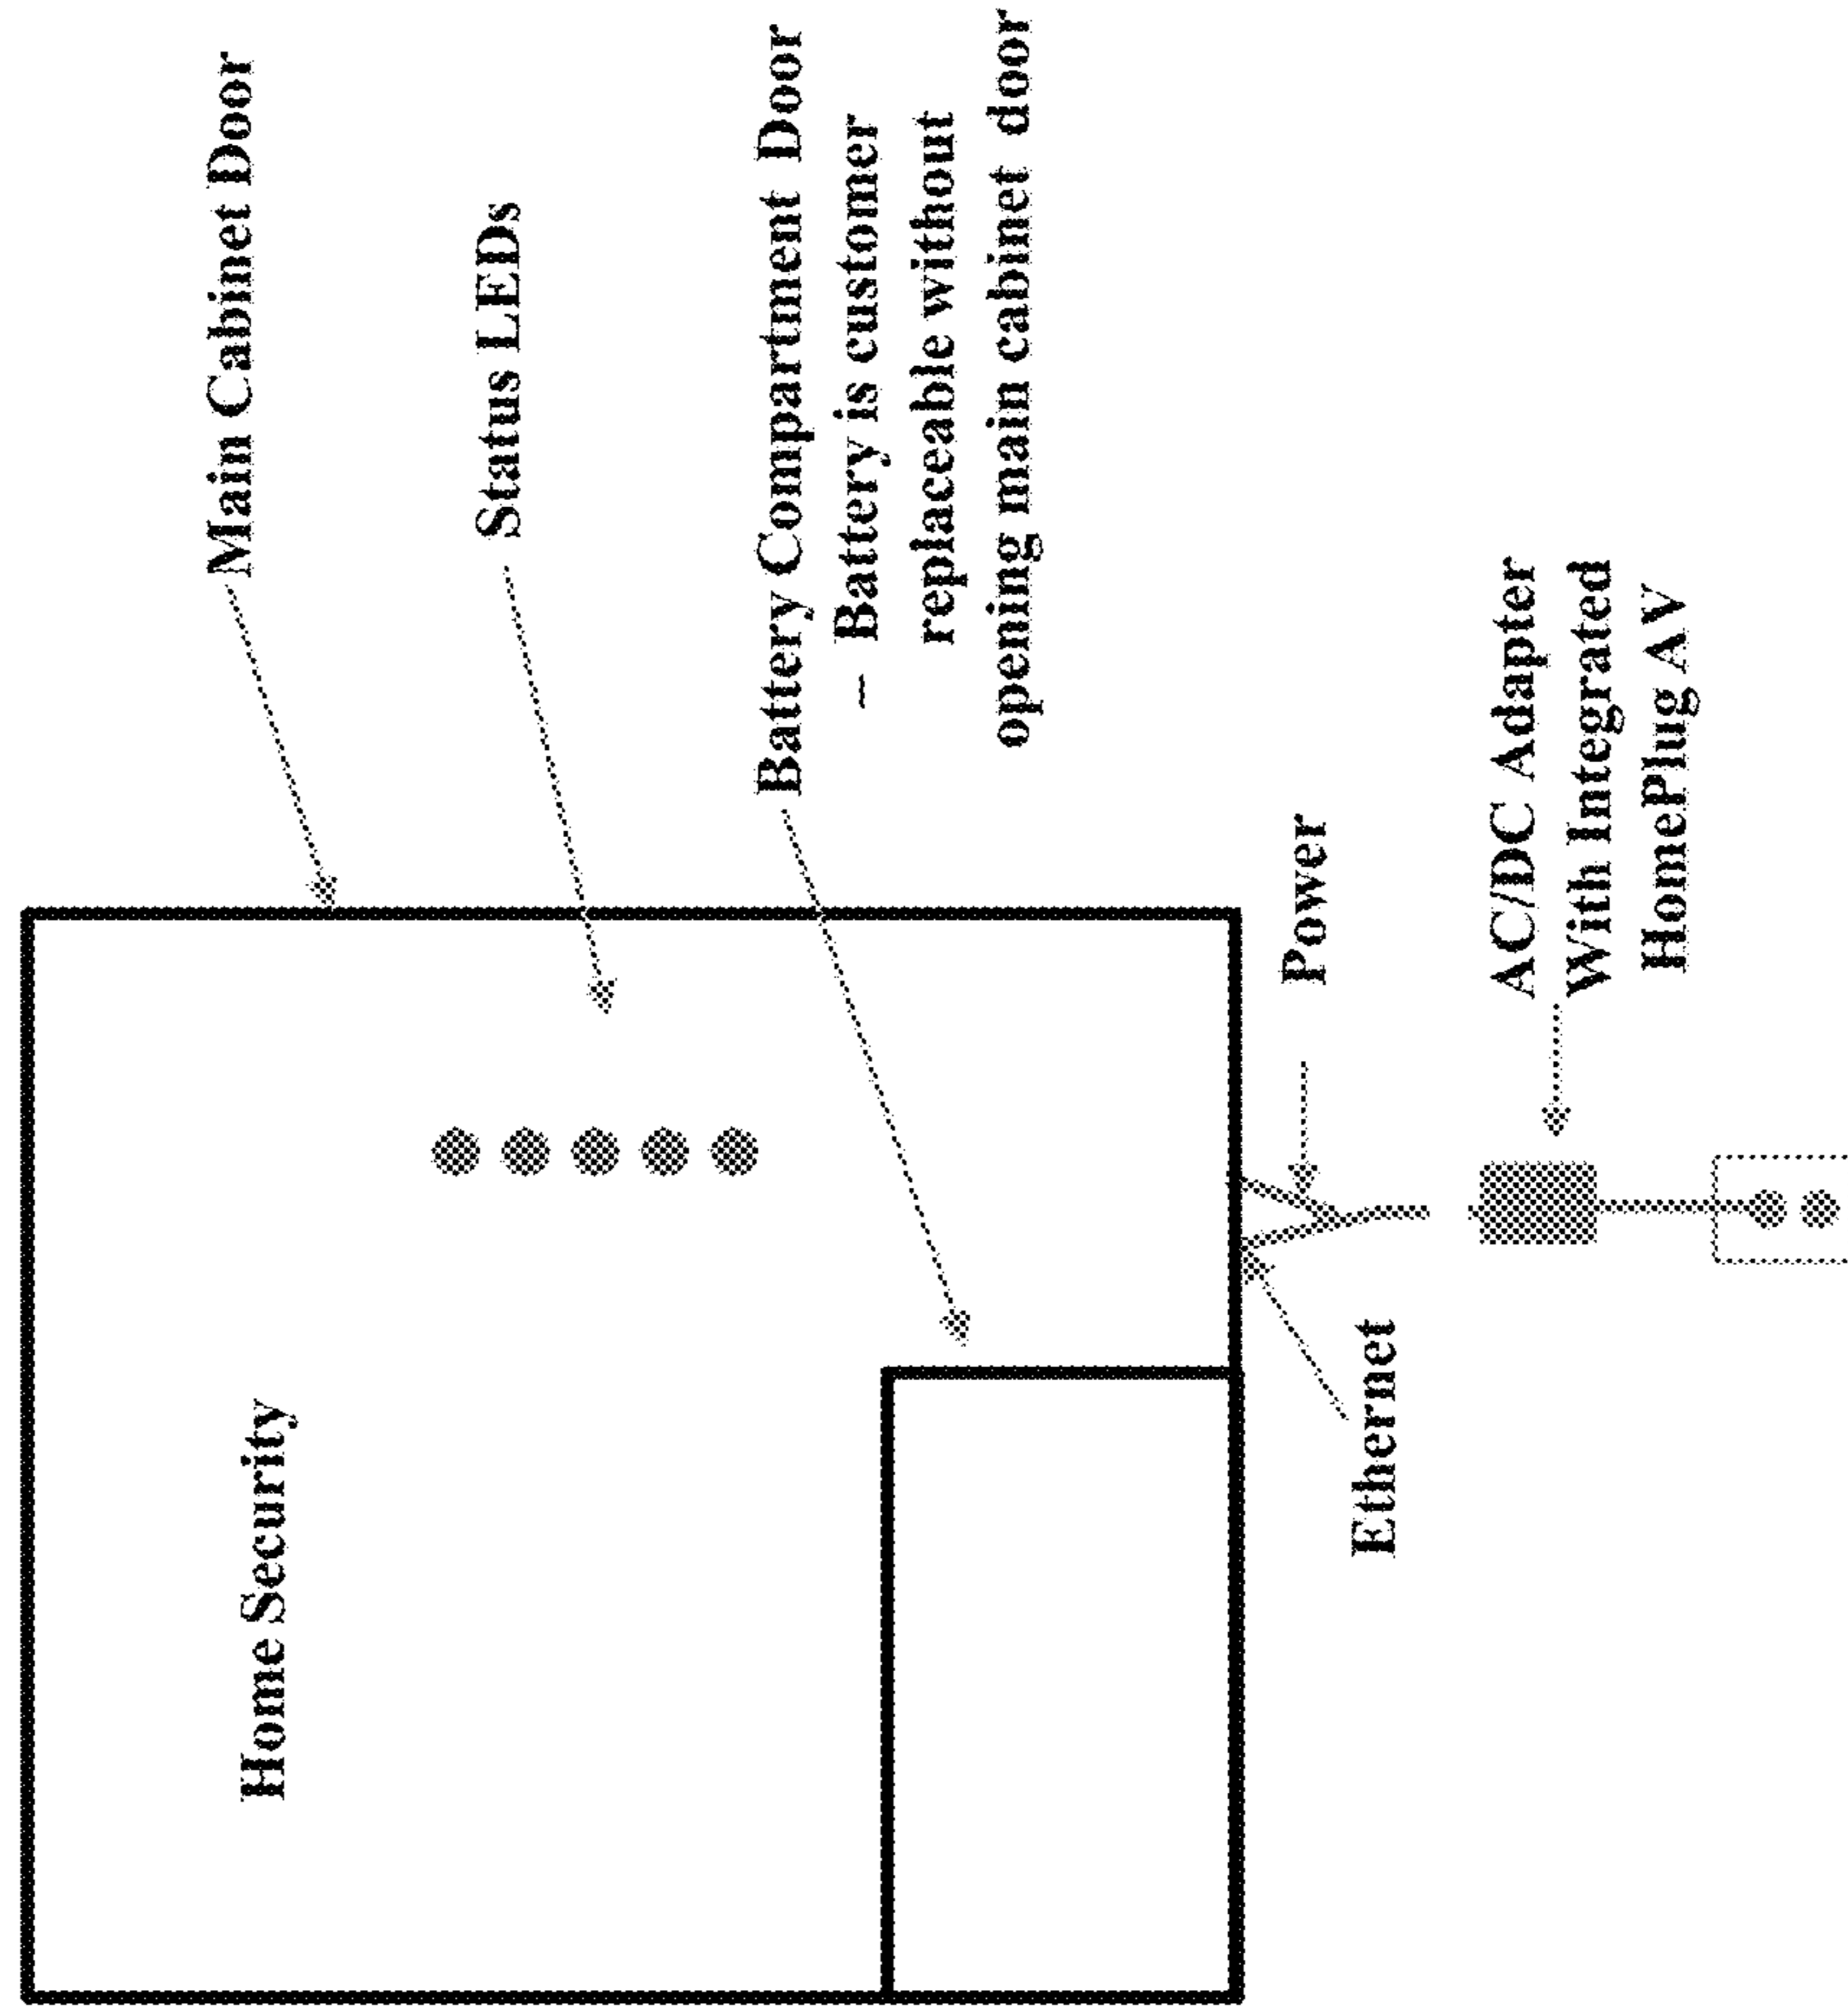 Main Cabinet Door
Home Security
Status LEDs
Battery Compartment Door
– Battery is customer
replaceable without
opening main cabinet door
Power
Ethernet
AC/DC Adapter
With Integrated
HomePlug AV